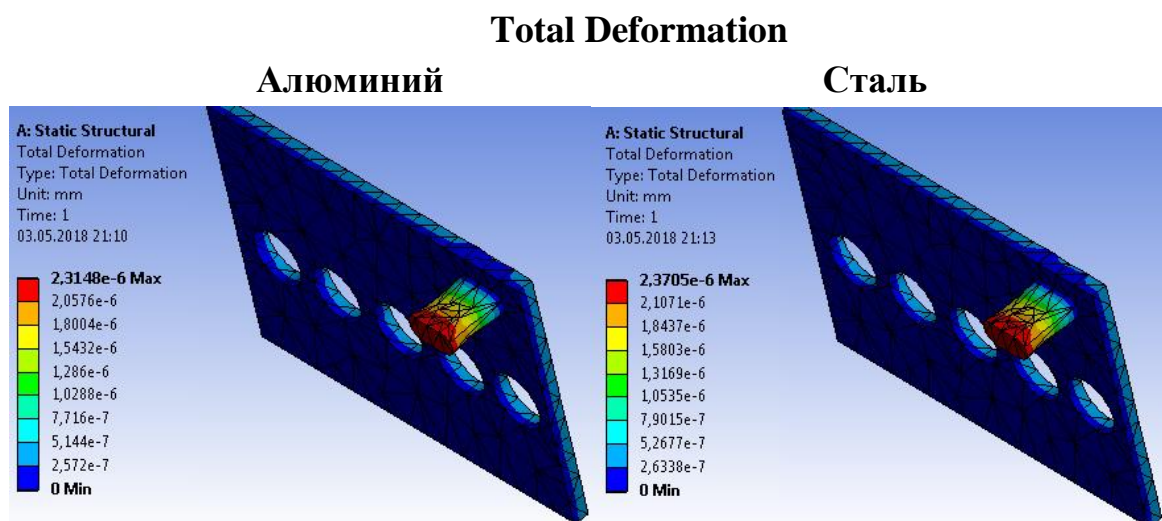 Total Deformation
Алюминий
Сталь
A: Static Structural
Total Deformation
Type: Total Deformation
Unit: mm
Time: 1
03.05.2018 21:10
2,3148e-6 Max
2,0576e-6
1,8004e-6
1,5432e-6
1,286e-6
1,0288e-6
7,716e-7
5,144e-7
2,572e-7
0 Min
A: Static Structural
Total Deformation
Type: Total Deformation
Unit: mm
Time: 1
03.05.2018 21:13
2,3705e-6 Max
2,1071e-6
1,8437e-6
1,5803e-6
1,3169e-6
1,0535e-6
7,9015e-7
5,2677e-7
2,6338e-7
0 Min